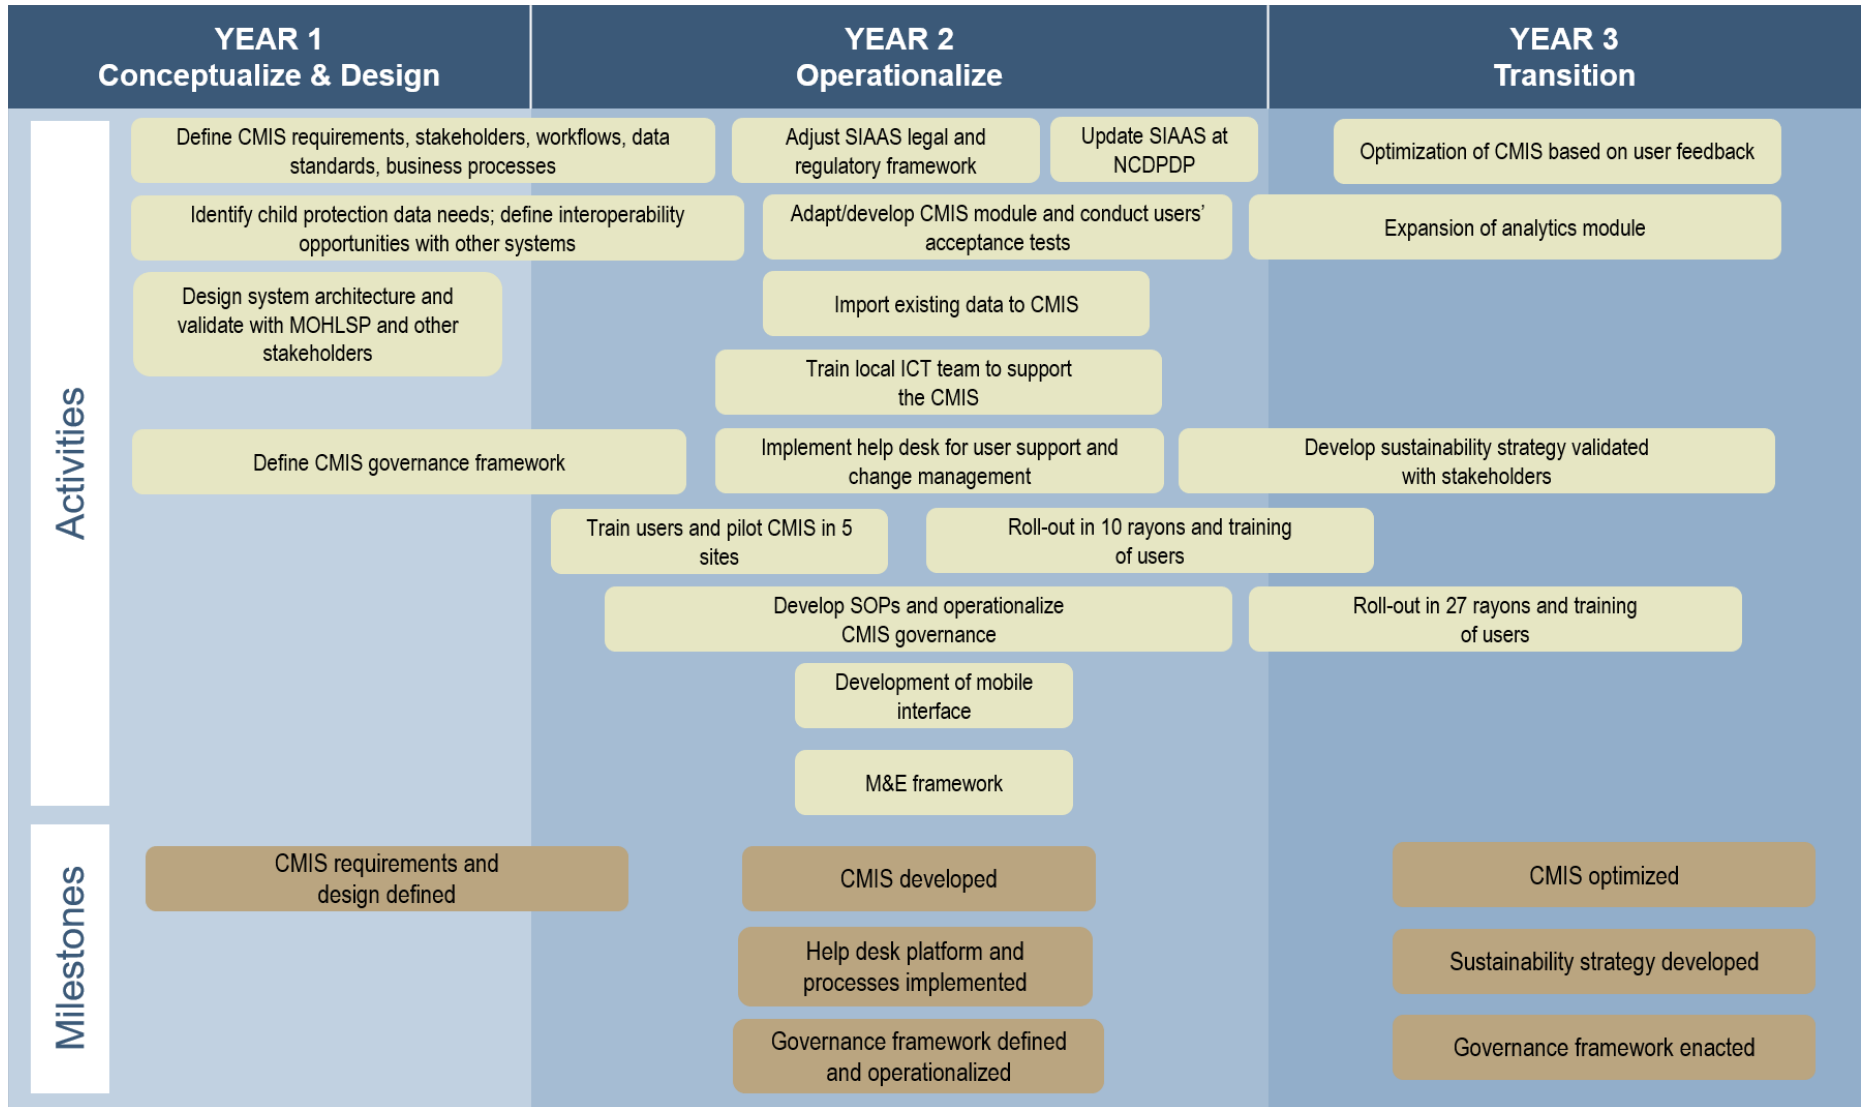 YEAR 1
Conceptualize & Design
YEAR 2
Operationalize
YEAR 3
Transition
Activities
Define CMIS requirements, stakeholders, workflows, data
standards, business processes
Adjust SIAAS legal and
regulatory framework
Update SIAAS at
NCDPDP
Optimization of CMIS based on user feedback
Identify child protection data needs; define interoperability
opportunities with other systems
Adapt/develop CMIS module and conduct users’
acceptance tests
Expansion of analytics module
Design system architecture and
validate with MOHLSP and other
stakeholders
Import existing data to CMIS
Train local ICT team to support
the CMIS
Define CMIS governance framework
Implement help desk for user support and
change management
Develop sustainability strategy validated
with stakeholders
Train users and pilot CMIS in 5
sites
Roll-out in 10 rayons and training
of users
Develop SOPs and operationalize
CMIS governance
Roll-out in 27 rayons and training
of users
Development of mobile
interface
M&E framework
Milestones
CMIS requirements and
design defined
CMIS developed
CMIS optimized
Help desk platform and
processes implemented
Sustainability strategy developed
Governance framework defined
and operationalized
Governance framework enacted